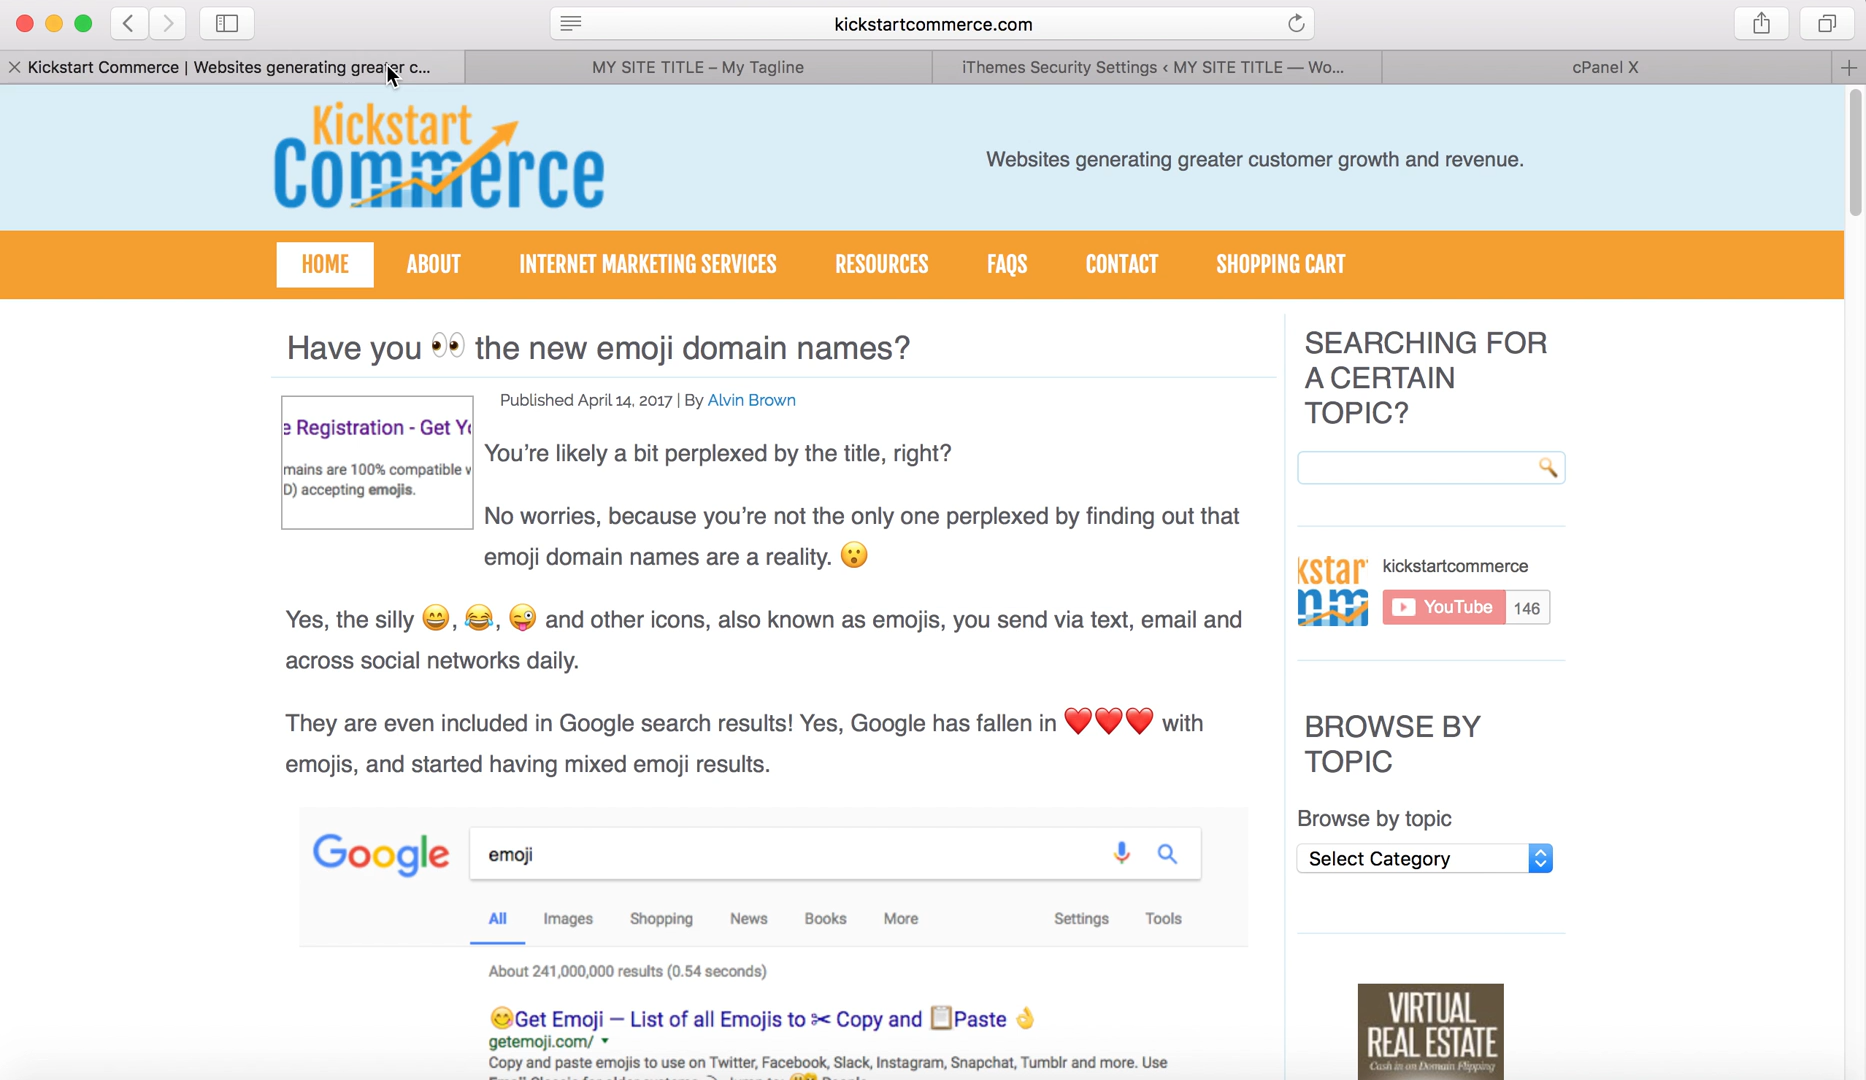 kickstartcommerce.com
Kickstart Commerce | Websites generating greater c...
MY SITE TITLE – My Tagline
iThemes Security Settings ‹ MY SITE TITLE — Wo...
cPanel X
Kickstart
Commerce
Websites generating greater customer growth and revenue.
HOME ABOUT INTERNET MARKETING SERVICES RESOURCES FAQS CONTACT SHOPPING CART
Have you 👀 the new emoji domain names?
Published April 14, 2017 | By Alvin Brown
e Registration - Get Yo
mains are 100% compatible w
D) accepting emojis.
You're likely a bit perplexed by the title, right?
No worries, because you're not the only one perplexed by finding out that
emoji domain names are a reality. 😮
Yes, the silly 😄, 😂, 😜 and other icons, also known as emojis, you send via text, email and
across social networks daily.
They are even included in Google search results! Yes, Google has fallen in ❤️❤️❤️ with
emojis, and started having mixed emoji results.
Google
emoji
All Images Shopping News Books More Settings Tools
About 241,000,000 results (0.54 seconds)
😋Get Emoji — List of all Emojis to ✂ Copy and 📋Paste 👌
getemoji.com/
Copy and paste emojis to use on Twitter, Facebook, Slack, Instagram, Snapchat, Tumblr and more. Use
SEARCHING FOR
A CERTAIN
TOPIC?
kickstartcommerce
YouTube 146
BROWSE BY
TOPIC
Browse by topic
Select Category
VIRTUAL
REAL ESTATE
Cash in on Domain Flipping